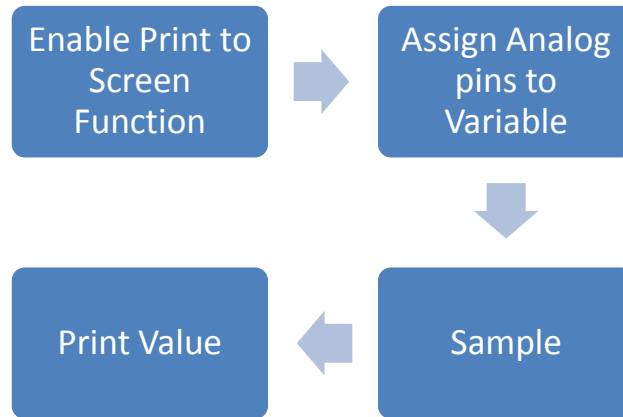 Enable Print to
Screen
Function
Assign Analog
pins to
Variable
Sample
Print Value